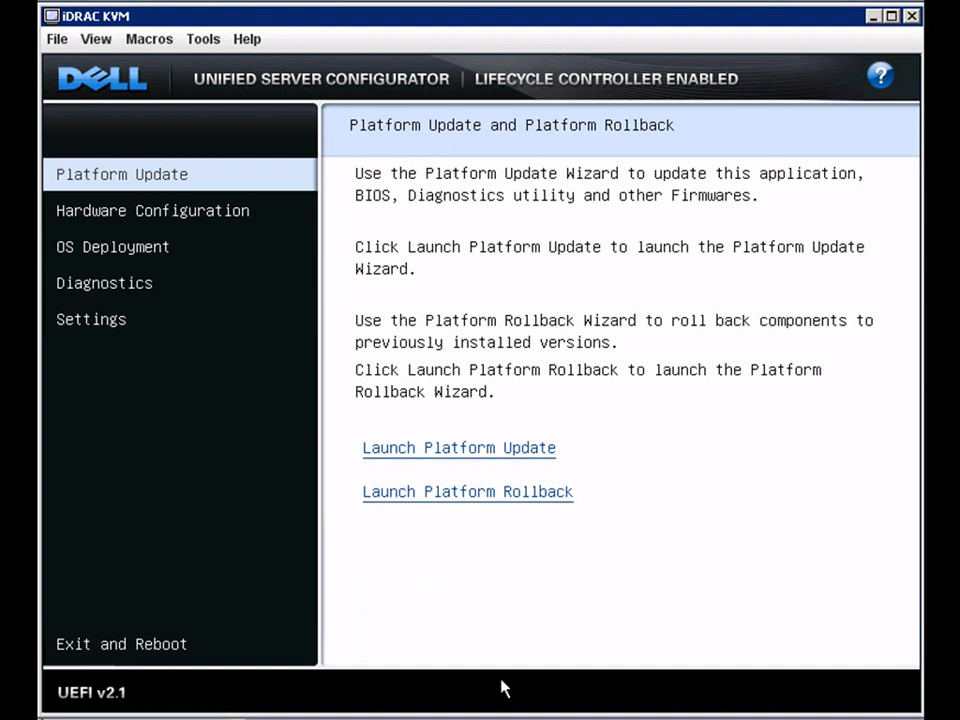 iDRAC KVM
File View Macros Tools Help
DELL UNIFIED SERVER CONFIGURATOR | LIFECYCLE CONTROLLER ENABLED ?
Platform Update and Platform Rollback
Platform Update
Hardware Configuration
OS Deployment
Diagnostics
Settings
Exit and Reboot
Use the Platform Update Wizard to update this application,
BIOS, Diagnostics utility and other Firmwares.
Click Launch Platform Update to launch the Platform Update
Wizard.
Use the Platform Rollback Wizard to roll back components to
previously installed versions.
Click Launch Platform Rollback to launch the Platform
Rollback Wizard.
Launch Platform Update
Launch Platform Rollback
UEFI v2.1